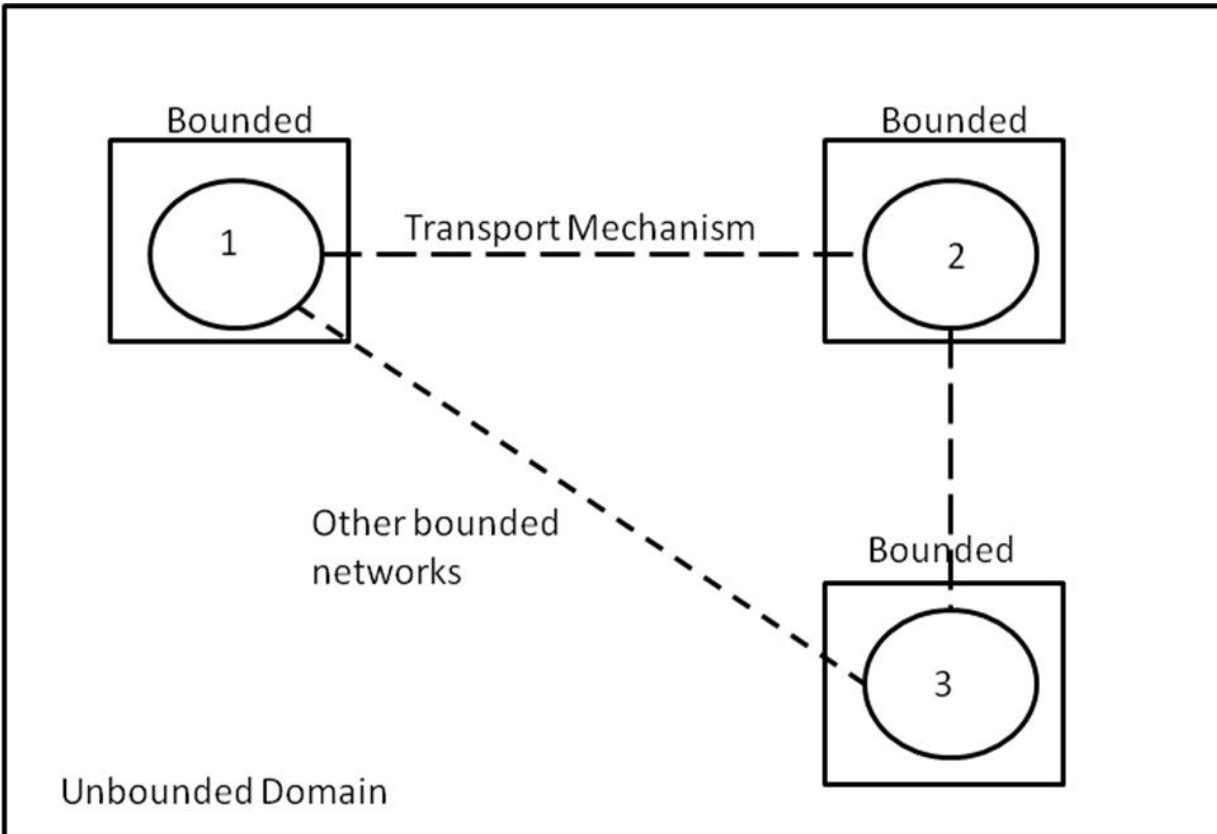 Bounded
Bounded
1
Transport Mechanism
2
Other bounded
networks
Bounded
3
Unbounded Domain